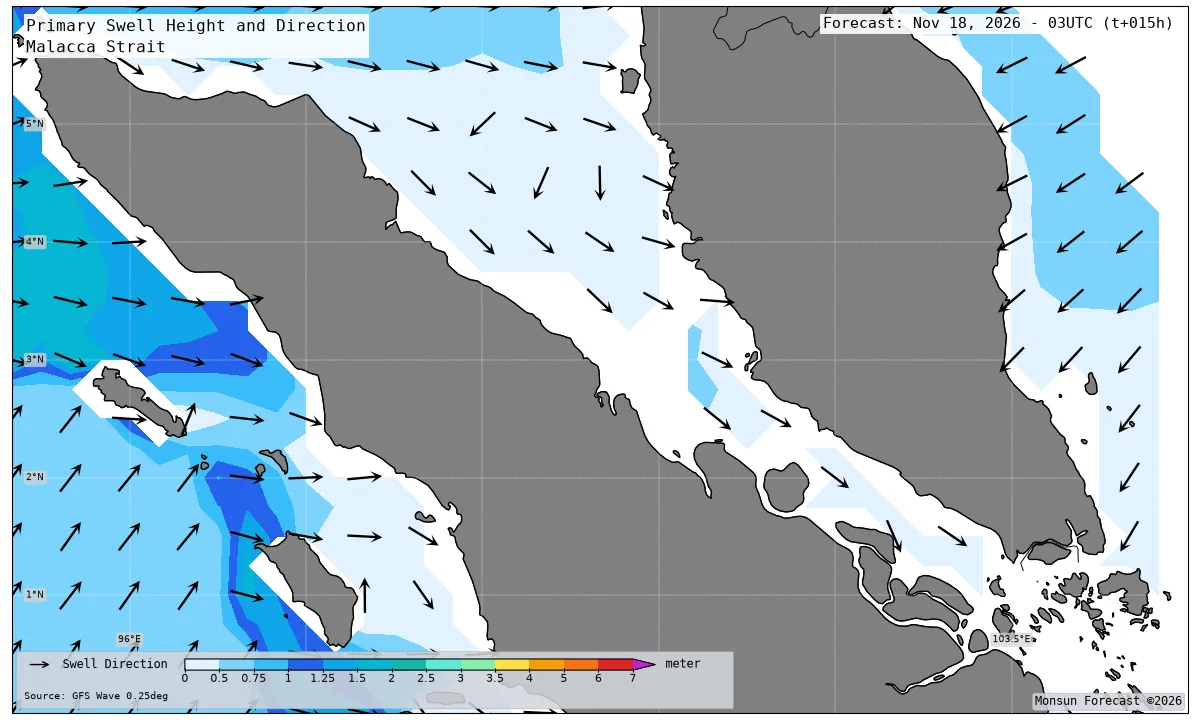 Primary Swell Height and Direction
Malacca Strait
Forecast: Nov 18, 2026 - 03UTC (t+015h)
5°N
4°N
3°N
2°N
1°N
96°E
103.5°E
Swell Direction
meter
0 0.5 0.75 1 1.25 1.5 2 2.5 3 3.5 4 5 6 7
Source: GFS Wave 0.25deg
Monsun Forecast ©2026